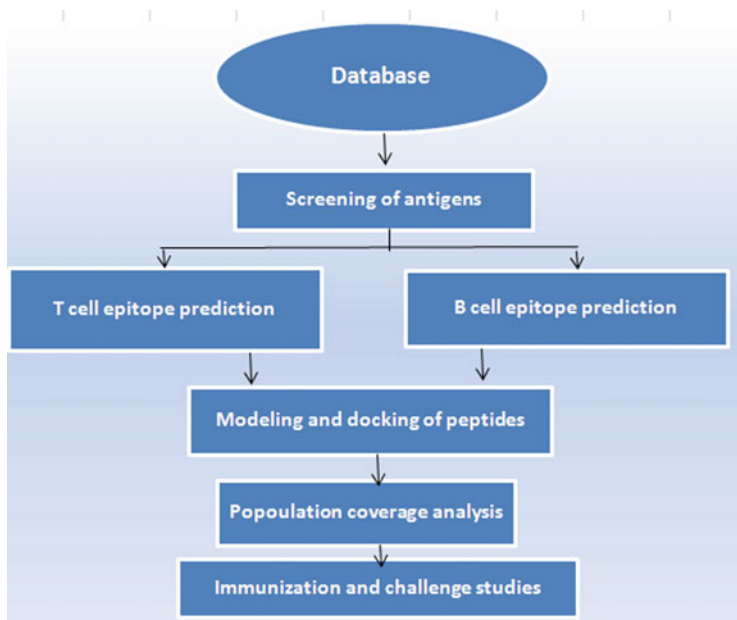 Database
Screening of antigens
T cell epitope prediction
B cell epitope prediction
Modeling and docking of peptides
Popoulation coverage analysis
Immunization and challenge studies